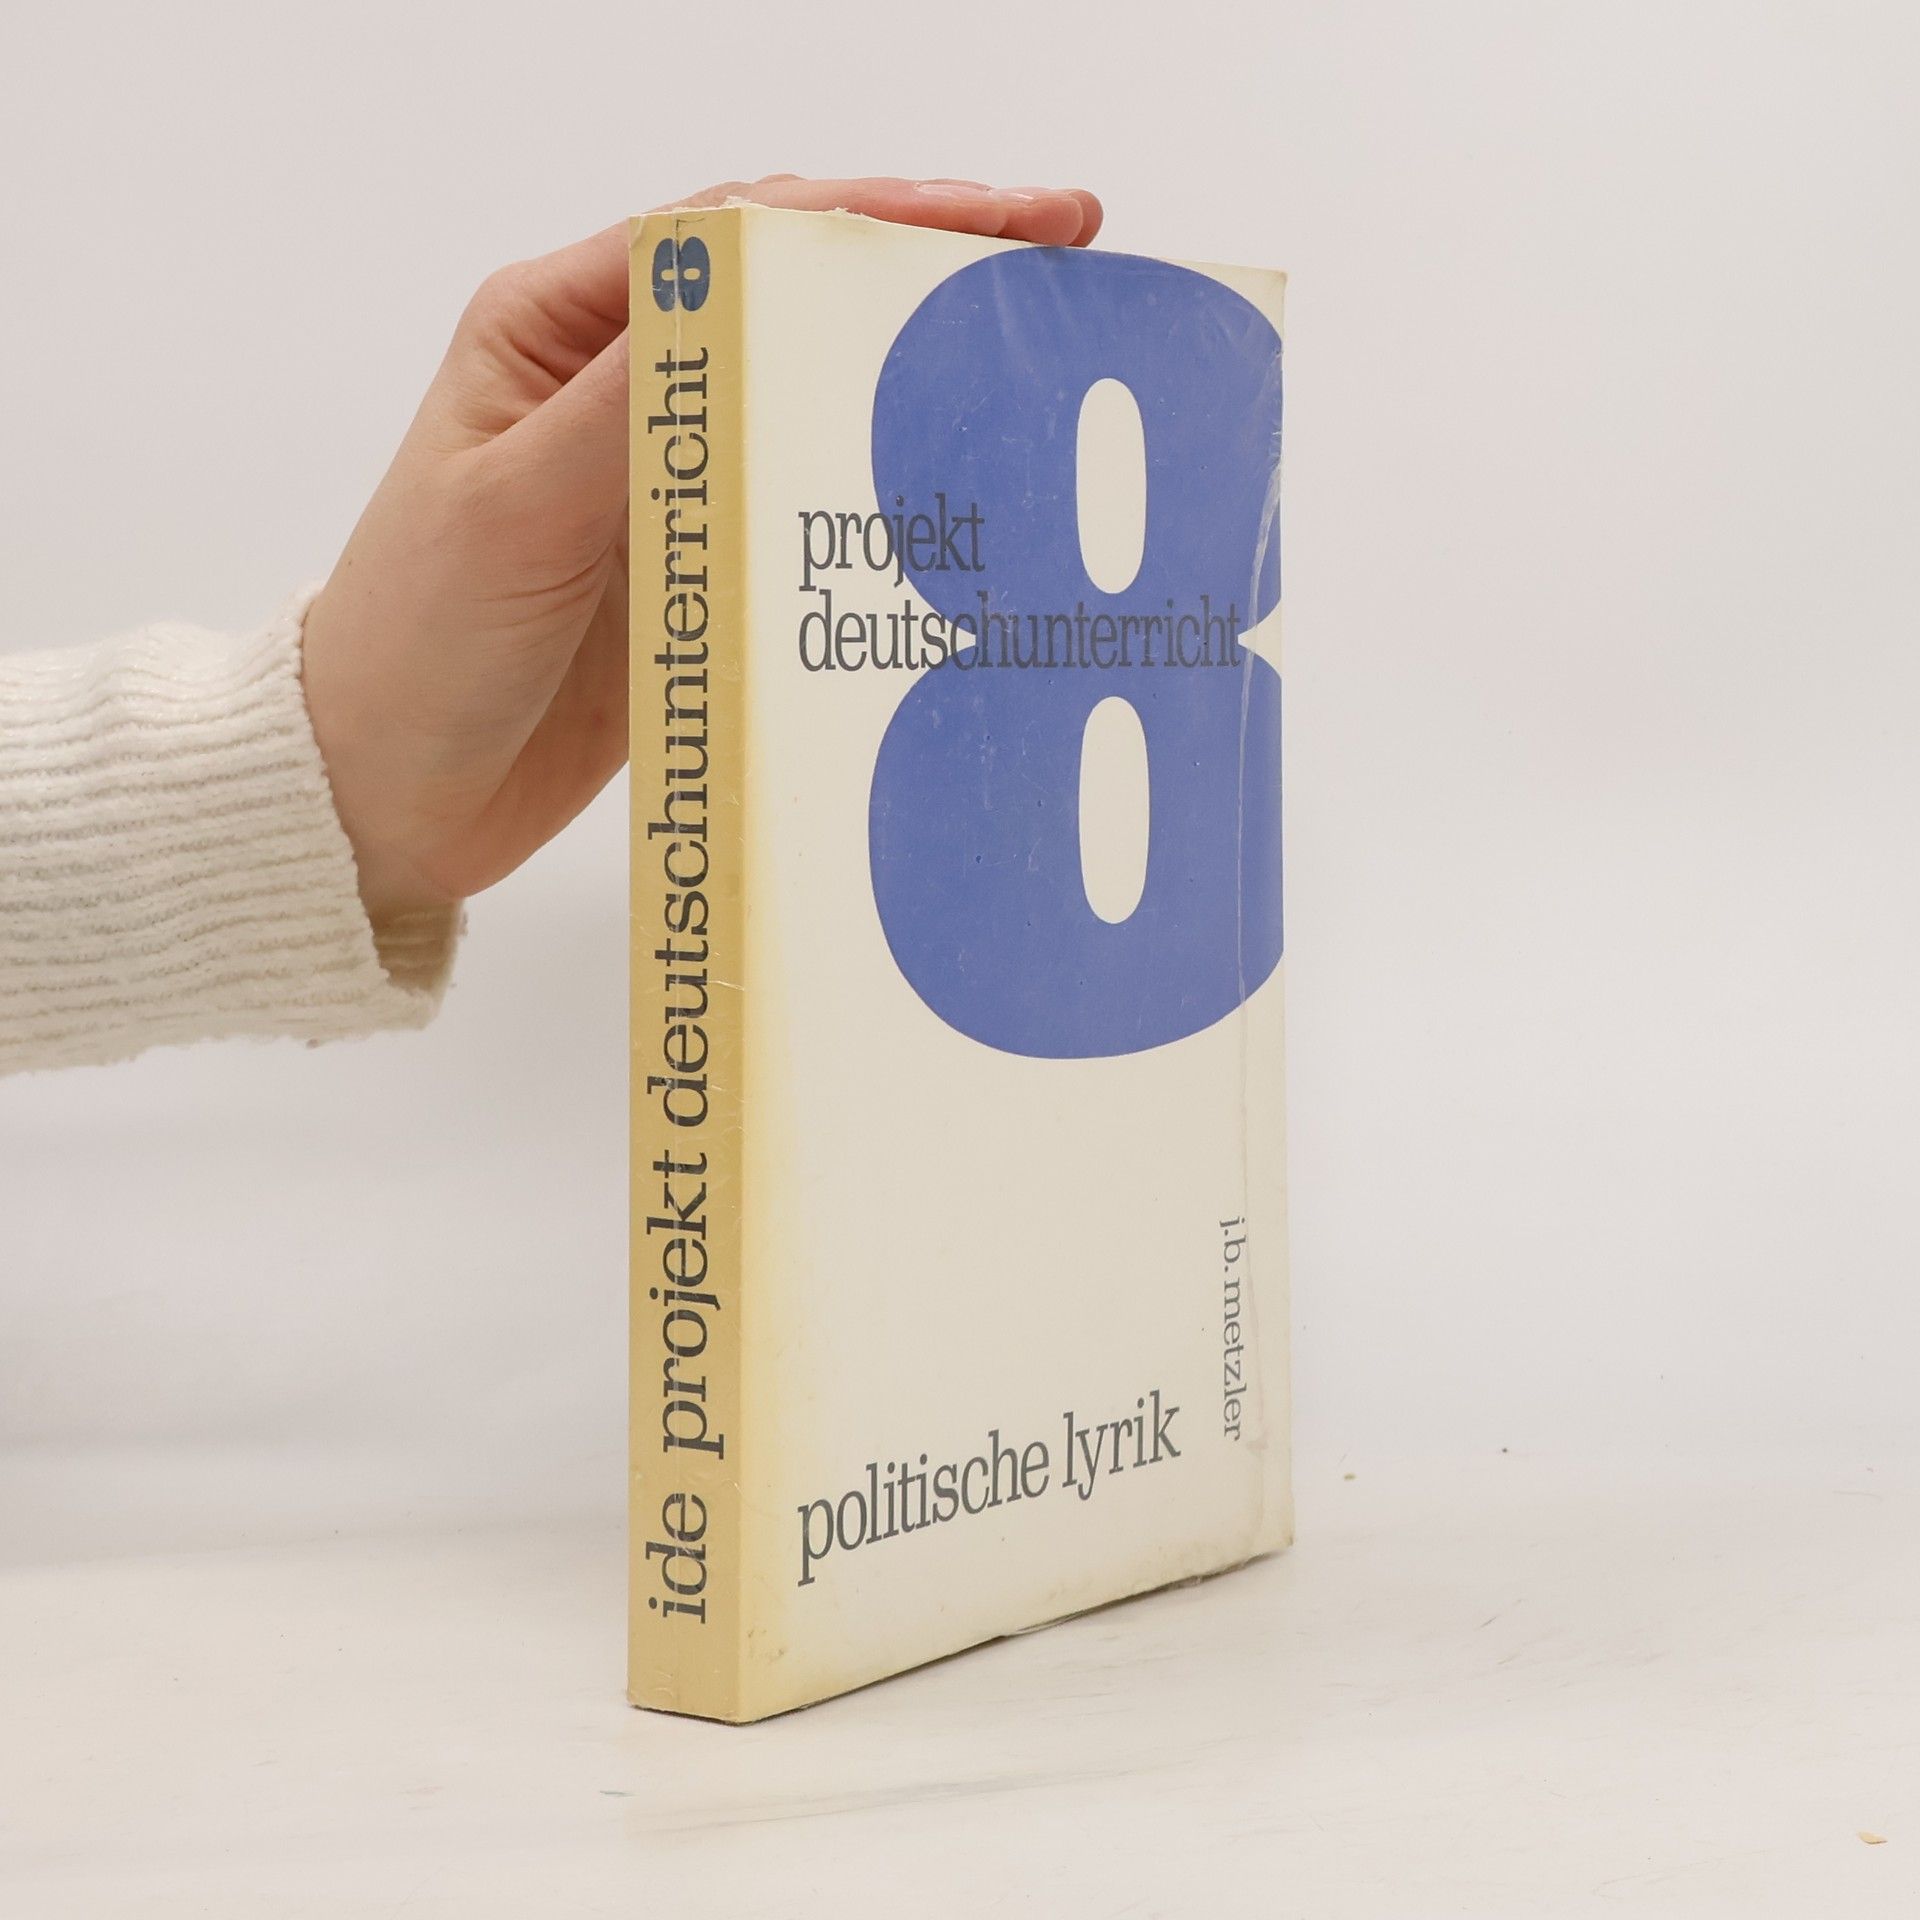 ide projekt deutschunterricht 8
8
projekt
deutschunterricht
j.b. metzler
politische lyrik